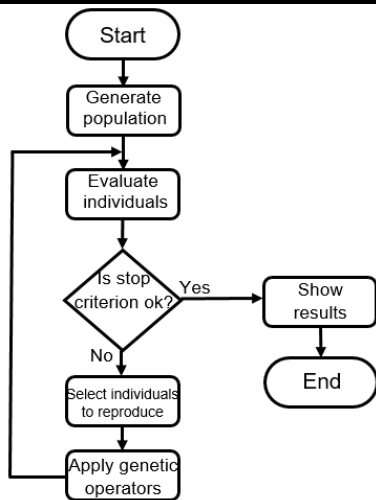 Start
Generate
population
Evaluate
individuals
Is stop
criterion ok?
Yes
Show
results
End
No
Select individuals
to reproduce
Apply genetic
operators